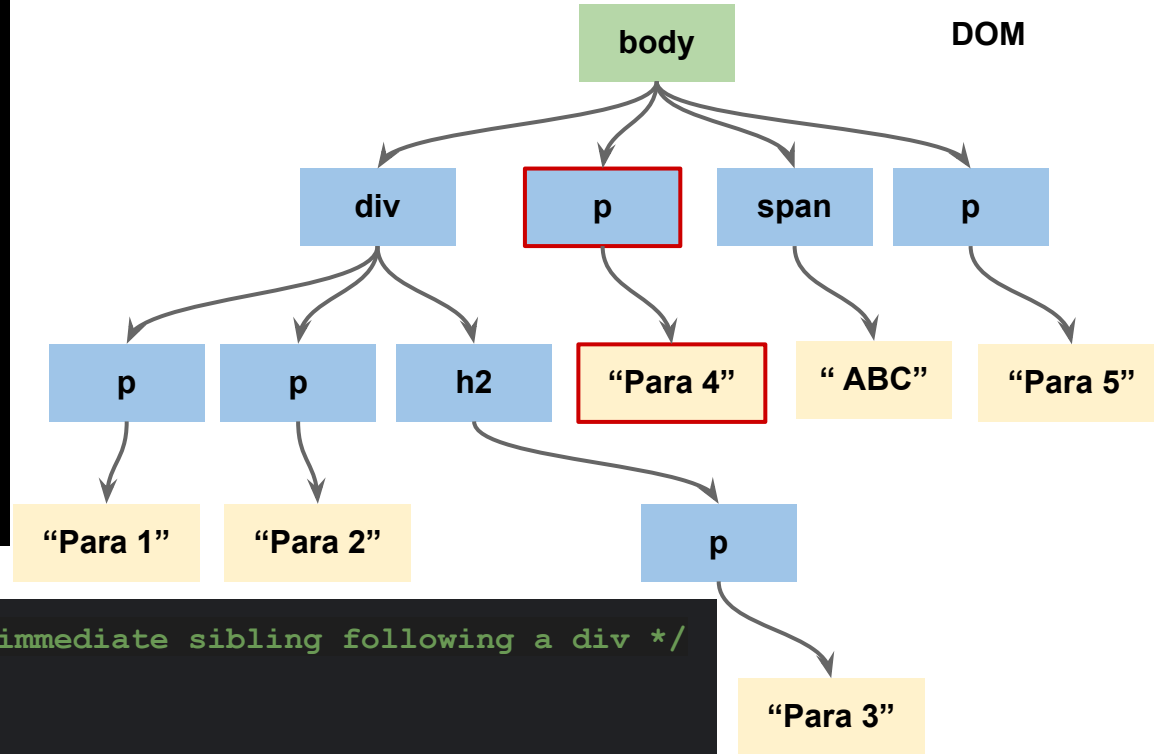 body
DOM
div
p
span
p
p
p
h2
“Para 4”
“ ABC”
“Para 5”
“Para 1”
“Para 2”
p
immediate sibling following a div */
“Para 3”